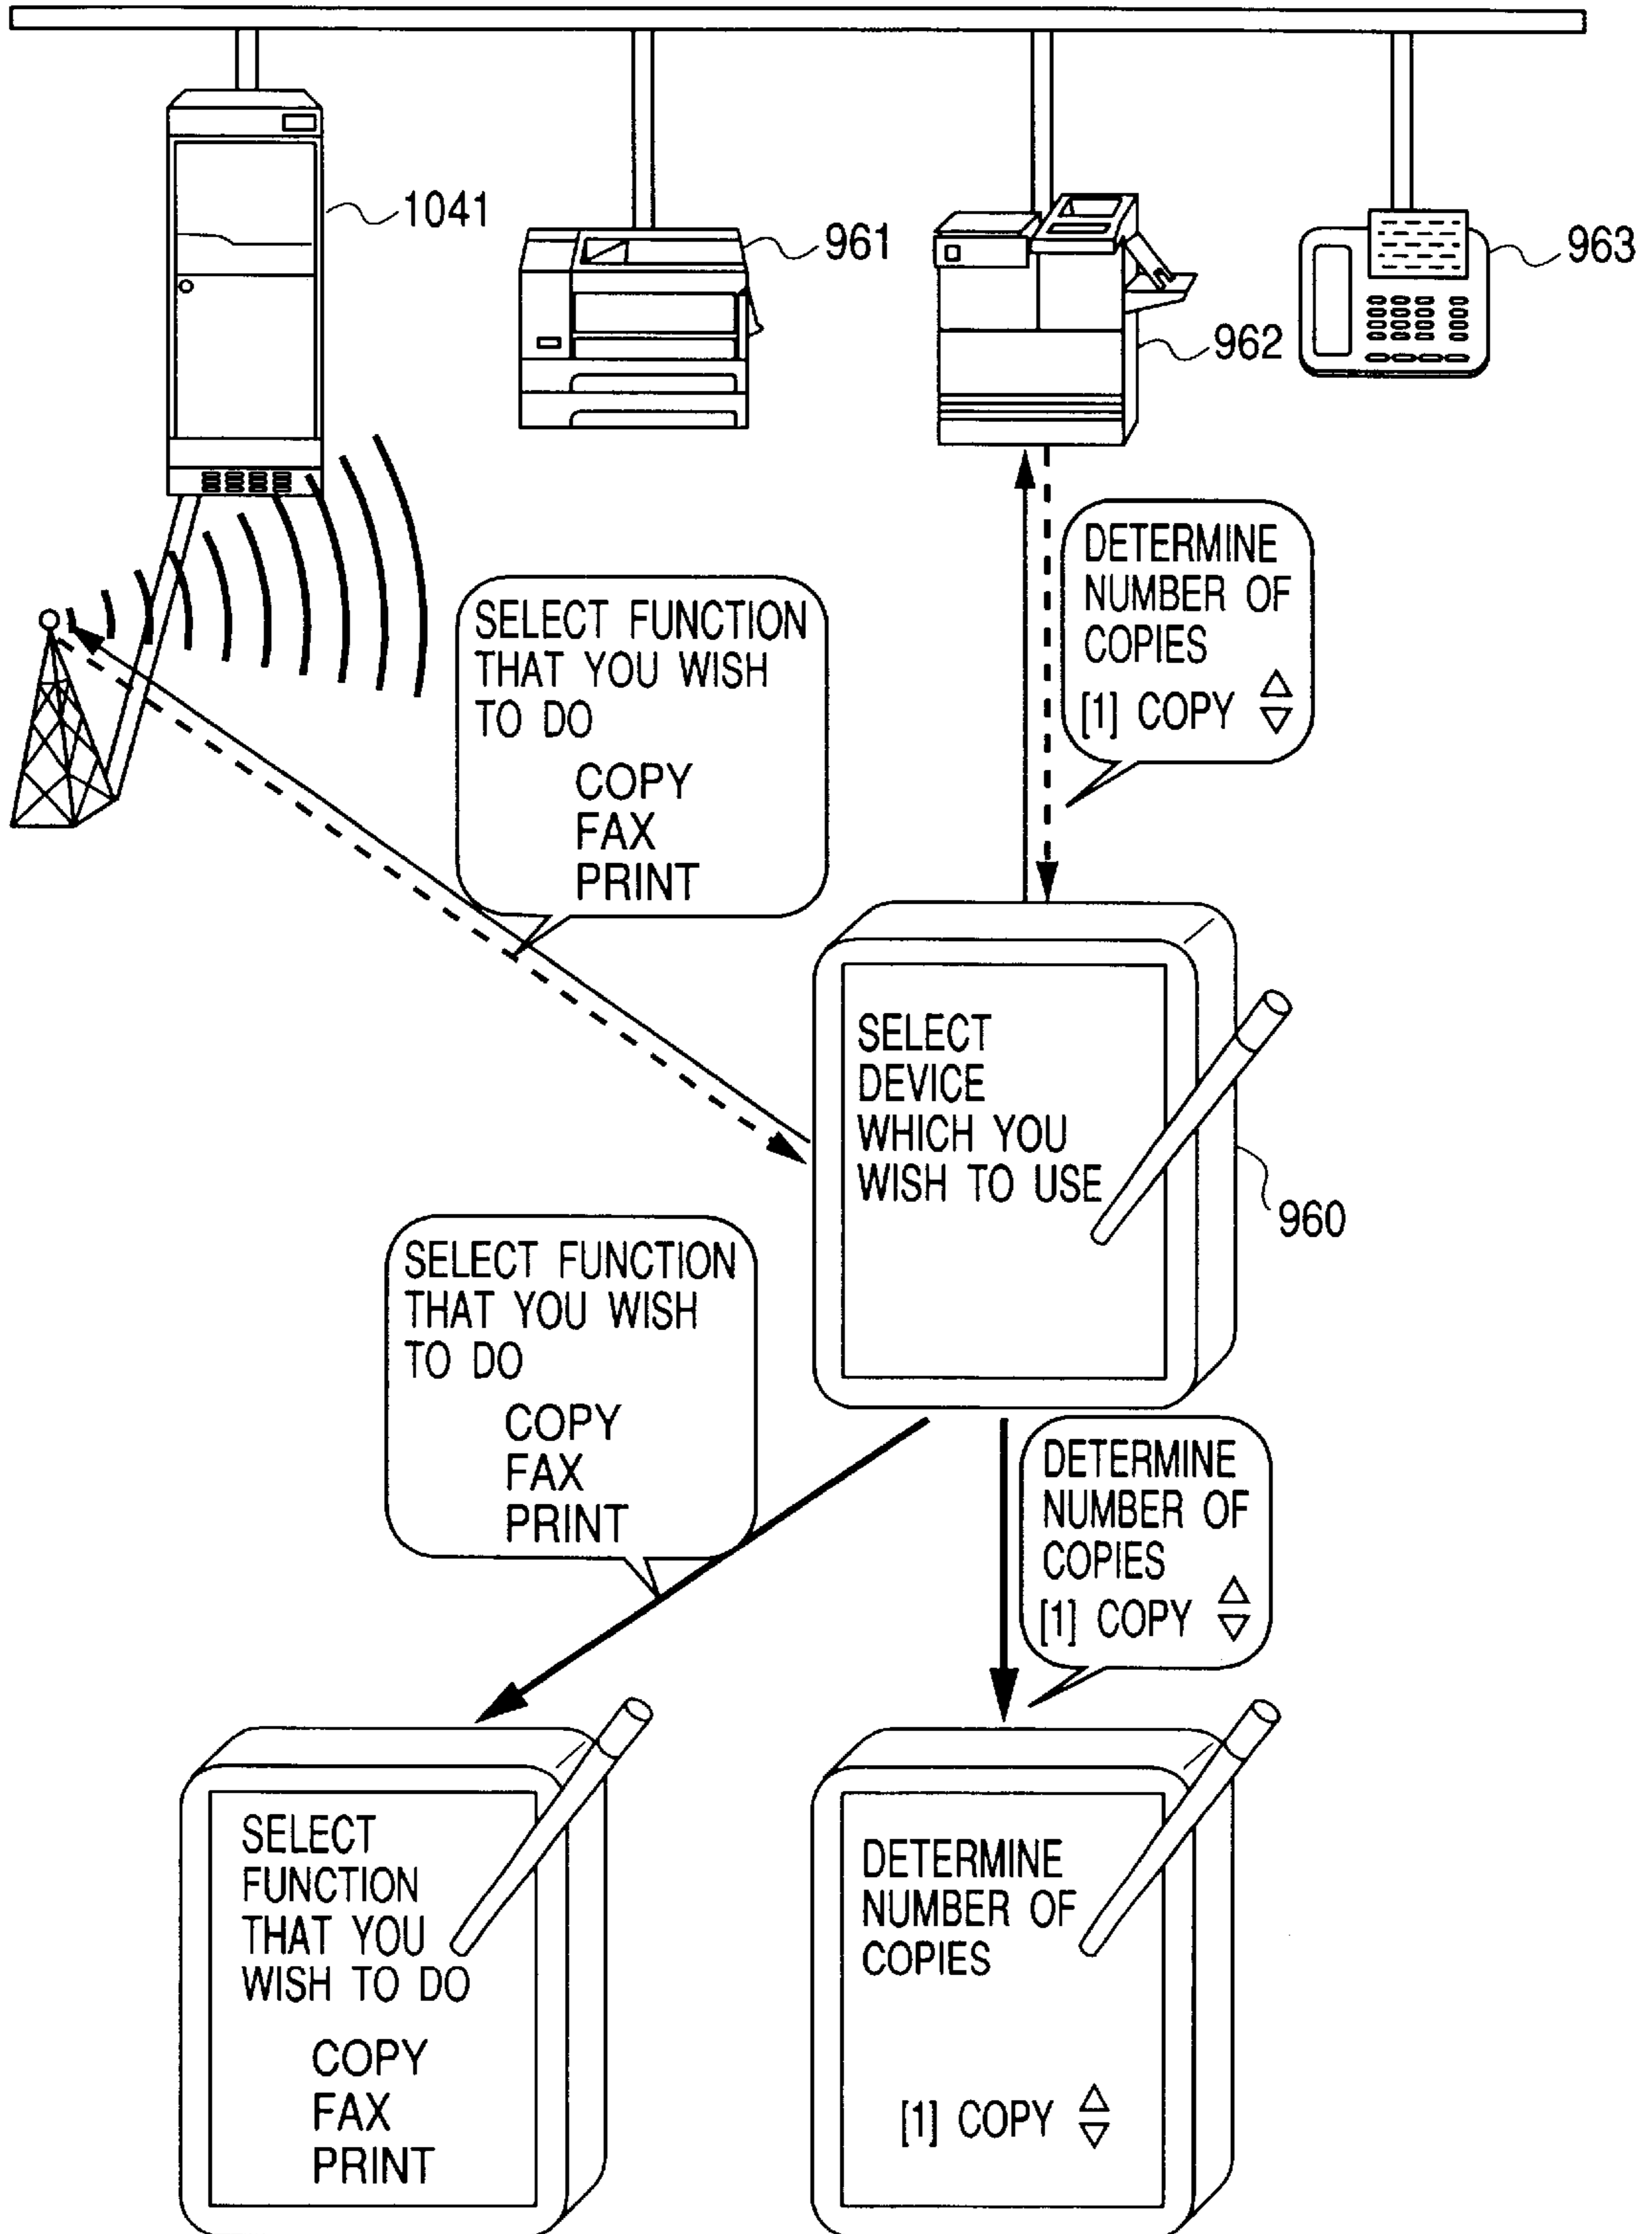 1041
961
962
963
DETERMINE
NUMBER OF
COPIES
[1] COPY △▽
SELECT FUNCTION
THAT YOU WISH
TO DO
COPY
FAX
PRINT
SELECT
DEVICE
WHICH YOU
WISH TO USE
960
SELECT FUNCTION
THAT YOU WISH
TO DO
COPY
FAX
PRINT
DETERMINE
NUMBER OF
COPIES
[1] COPY △▽
SELECT
FUNCTION
THAT YOU
WISH TO DO
COPY
FAX
PRINT
DETERMINE
NUMBER OF
COPIES
[1] COPY △▽